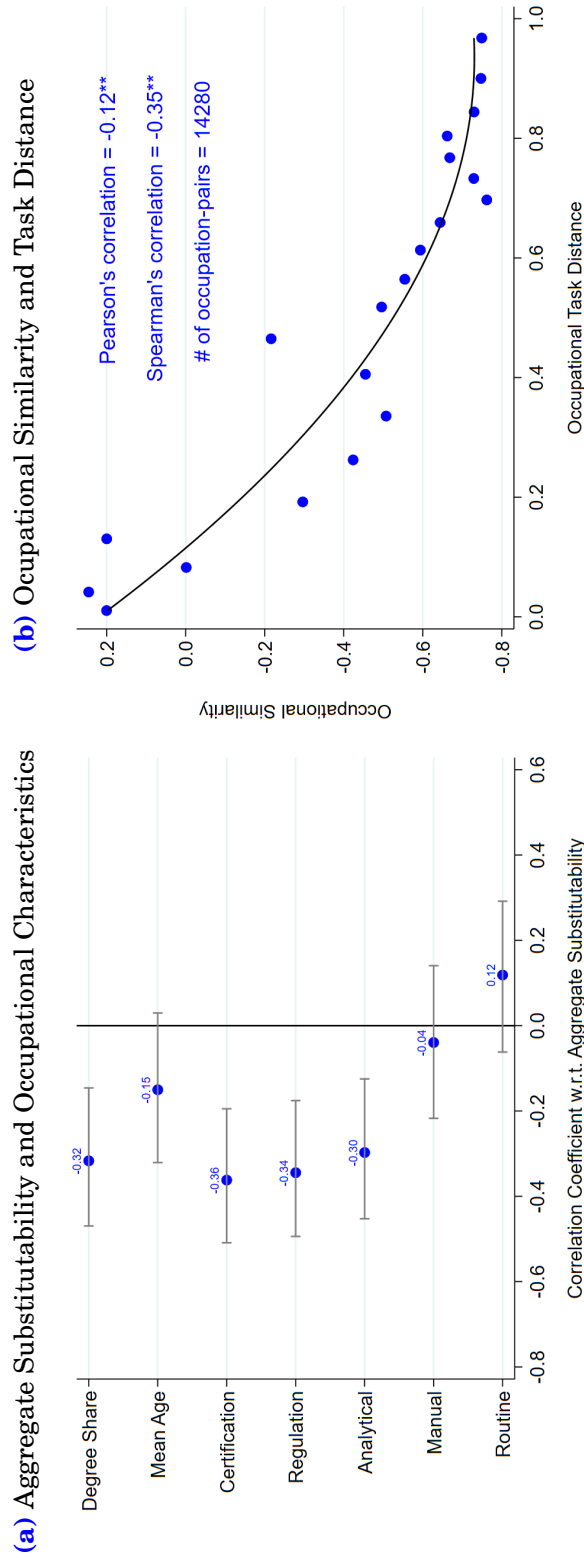 (a) Aggregate Substitutability and Occupational Characteristics
Degree Share
Mean Age
Certification
Regulation
Analytical
Manual
Routine
-0.32
-0.15
-0.36
-0.34
-0.30
-0.04
0.12
-0.8 -0.6 -0.4 -0.2 0.0 0.2 0.4 0.6
Correlation Coefficient w.r.t. Aggregate Substitutability
(b) Ocupational Similarity and Task Distance
Pearson's correlation = -0.12**
Spearman's correlation = -0.35**
# of occupation-pairs = 14280
Occupational Similarity
0.2
0.0
-0.2
-0.4
-0.6
-0.8
0.0 0.2 0.4 0.6 0.8 1.0
Occupational Task Distance